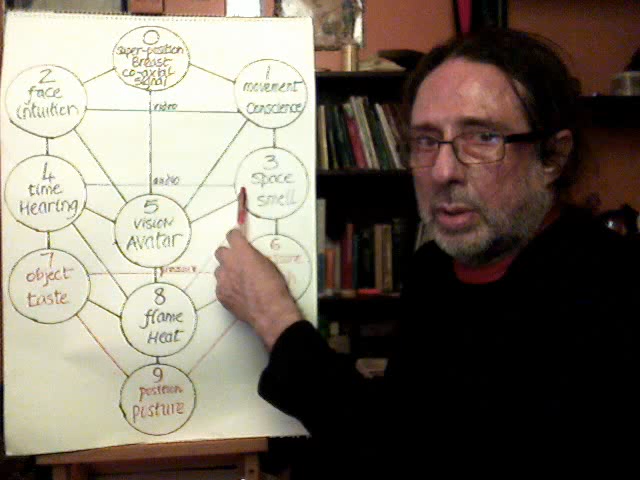 0
super-position
Breast
co-axial
signal
2
face
intuition
1
movement
conscience
video
4
time
Hearing
audio
3
space
smell
5
VISION
AVATAR
7
object
taste
pressure
6
8
flame
Heat
9
position
posture